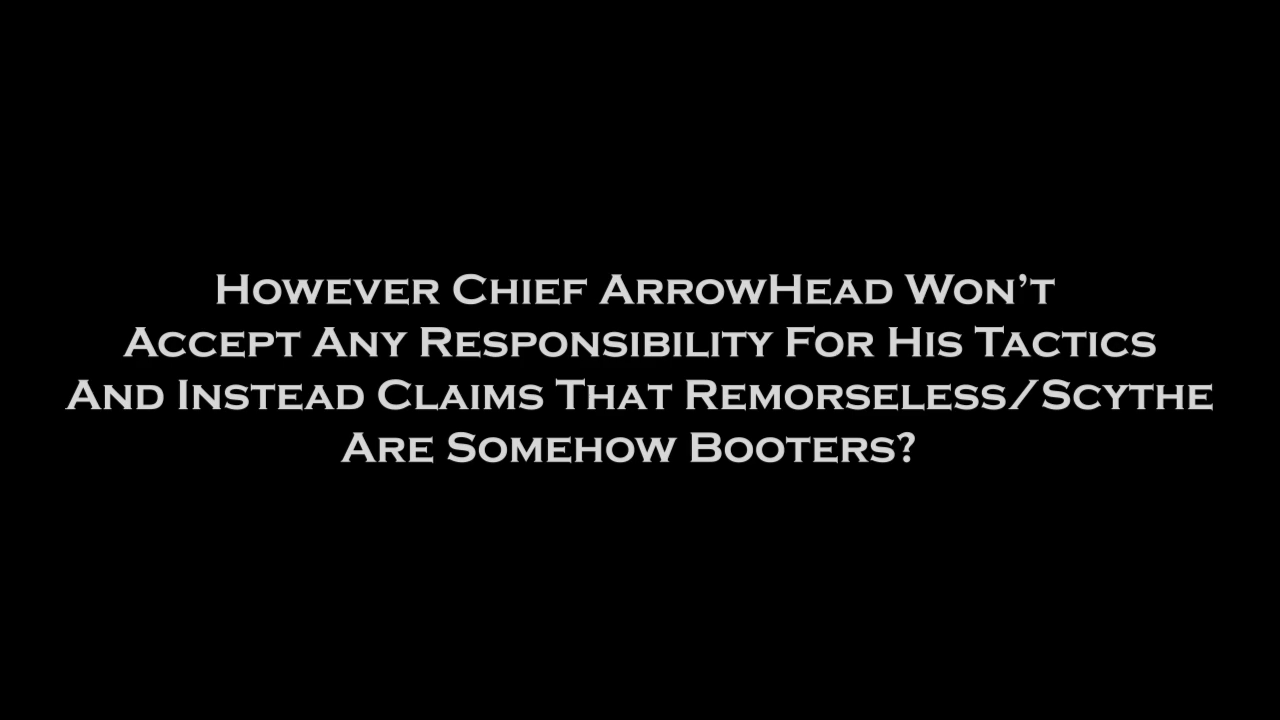 However Chief ArrowHead Won't
Accept Any Responsibility For His Tactics
And Instead Claims That Remorseless/Scythe
Are Somehow Booters?